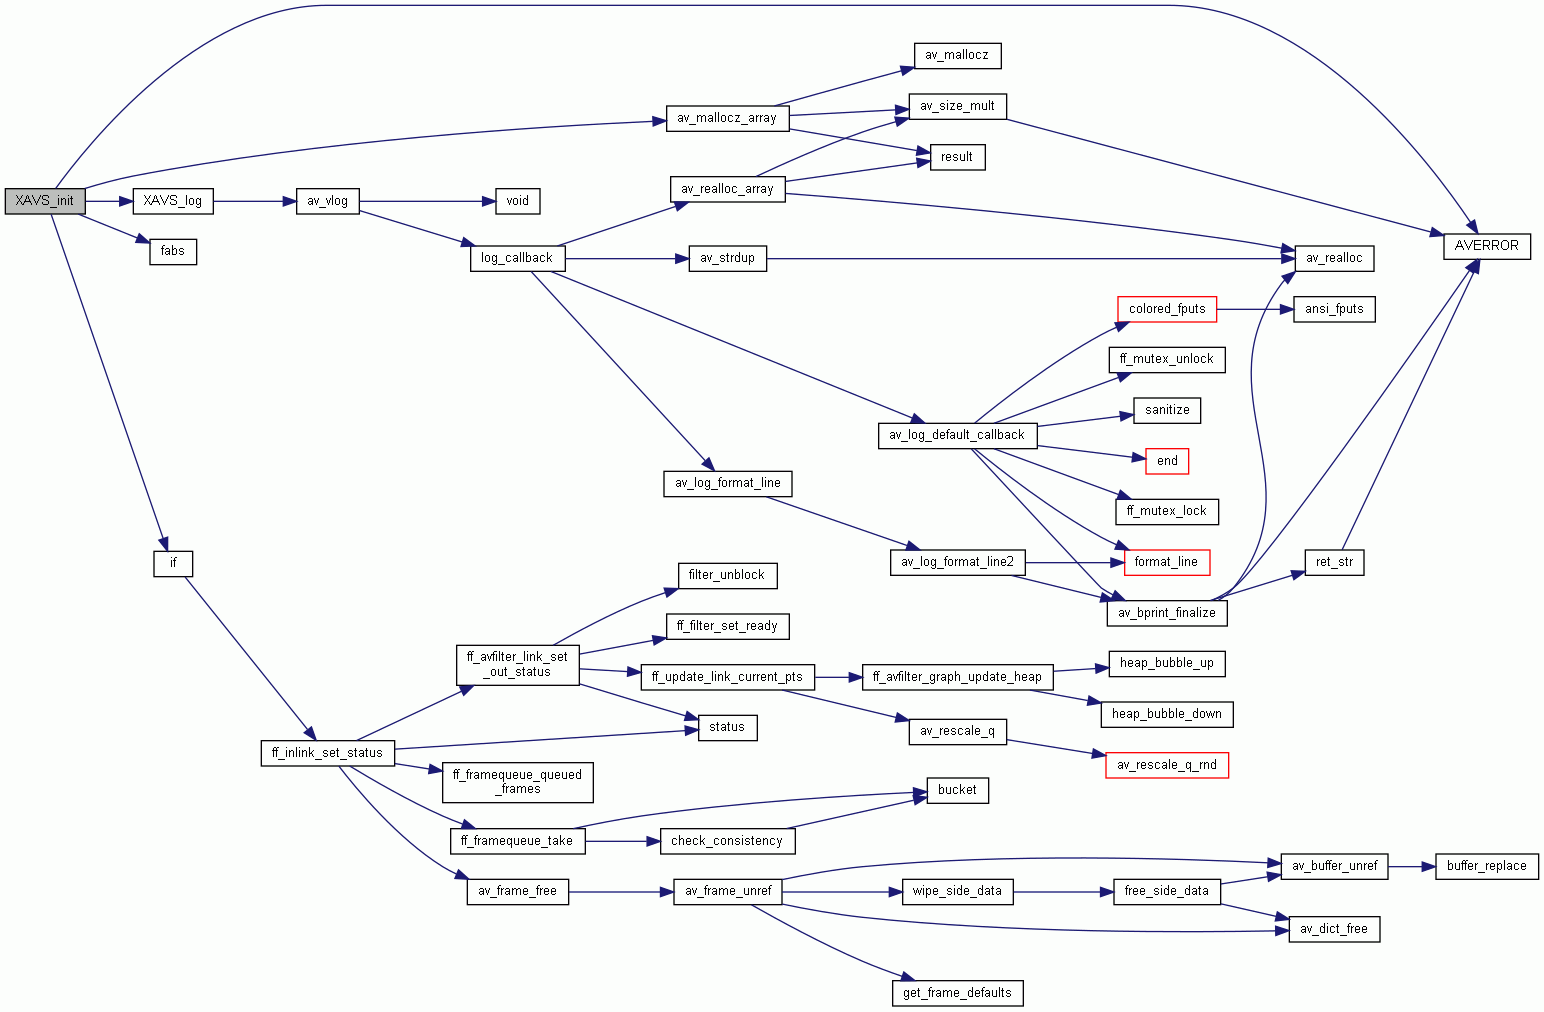 av_mallocz
av_size_mult
av_mallocz_array
result
av_realloc_array
XAVS_init
XAVS_log
av_vlog
void
fabs
log_callback
av_strdup
av_realloc
AVERROR
colored_fputs
ansi_fputs
ff_mutex_unlock
sanitize
av_log_default_callback
end
av_log_format_line
ff_mutex_lock
if
av_log_format_line2
format_line
ret_str
filter_unblock
av_bprint_finalize
ff_filter_set_ready
ff_avfilter_link_set
_out_status
ff_update_link_current_pts
ff_avfilter_graph_update_heap
heap_bubble_up
heap_bubble_down
status
av_rescale_q
ff_inlink_set_status
av_rescale_q_rnd
ff_framequeue_queued
_frames
bucket
ff_framequeue_take
check_consistency
av_buffer_unref
buffer_replace
av_frame_free
av_frame_unref
wipe_side_data
free_side_data
av_dict_free
get_frame_defaults